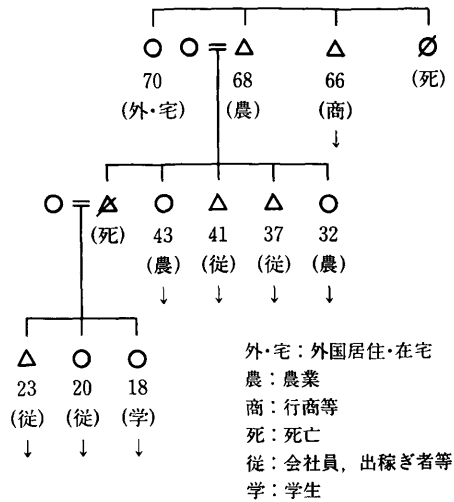 70 68 66 (死)
(外・宅) (農) (商)
↓
(死) 43 41 37 32
(農) (従) (従) (農)
↓ ↓ ↓ ↓
23 20 18
(従) (従) (学)
↓ ↓ ↓
外・宅：外国居住・在宅
農：農業
商：行商等
死：死亡
従：会社員，出稼ぎ者等
学：学生